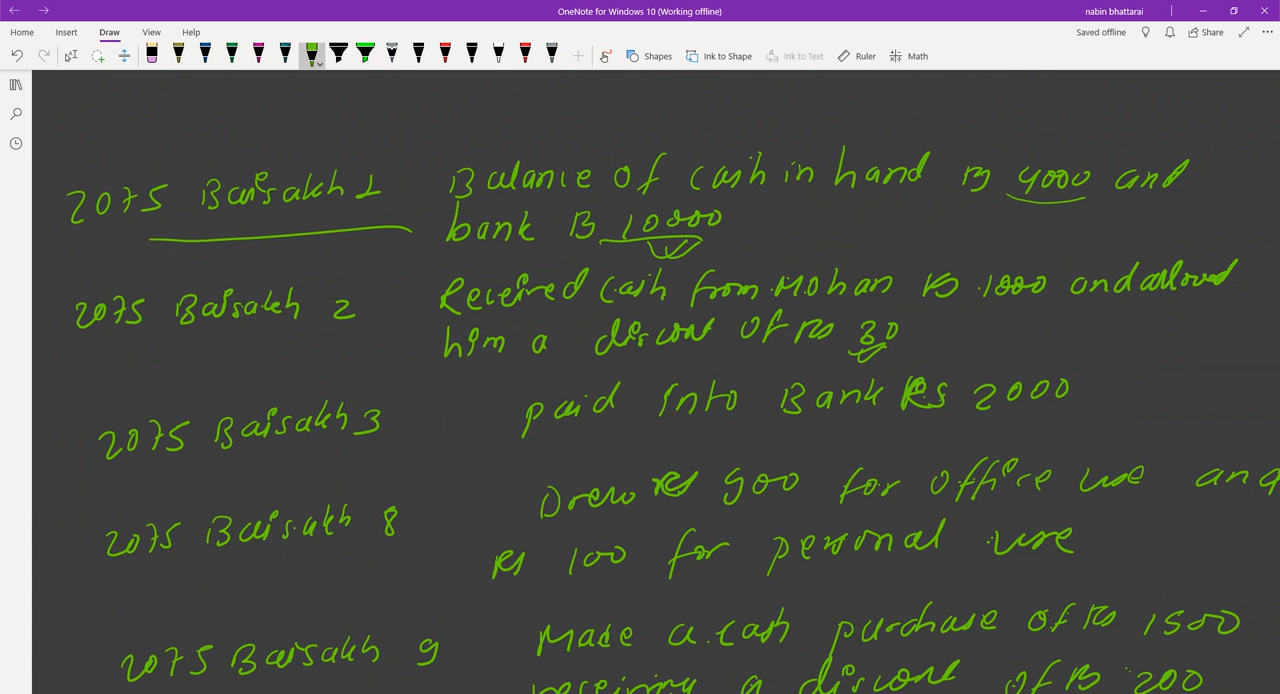 OneNote for Windows 10 (Working offline)
nabin bhattarai
Home Insert Draw View Help
Saved offline Share
Shapes Ink to Shape Ink to Text Ruler Math
2075 Baisakh 1 Balance of cash in hand Rs 4000 and
bank Rs 10000
2075 Baisakh 2 Received cash from Mohan Rs 1000 and allowed
him a discout of Rs 30
2075 Baisakh 3 paid into Bank Rs 2000
2075 Baisakh 8 Drew Rs 900 for office use and
Rs 100 for personal use
2075 Baisakh 9 Made a cash purchase of Rs 1500
receiving a discout of Rs 200